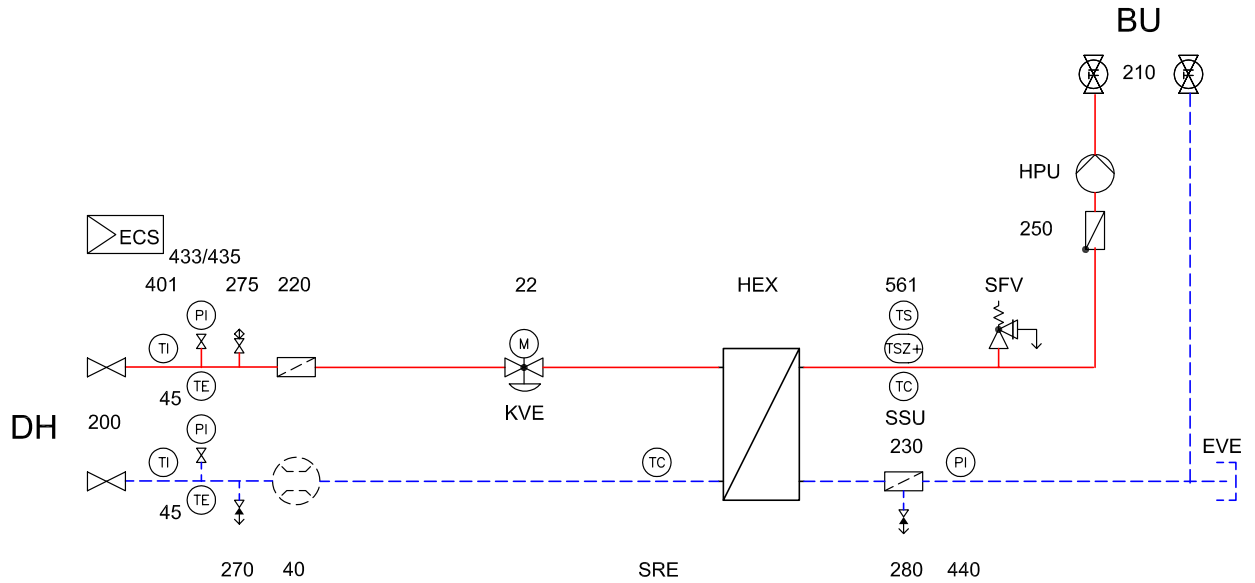 BU
210
HPU
250
ECS
433/435
401 275 220 22 HEX 561 SFV
PI M TS
TI TSZ+
TE TC
45 KVE SSU
DH 200 PI 230 EVE
TI TC PI
45 TE
270 40 SRE 280 440